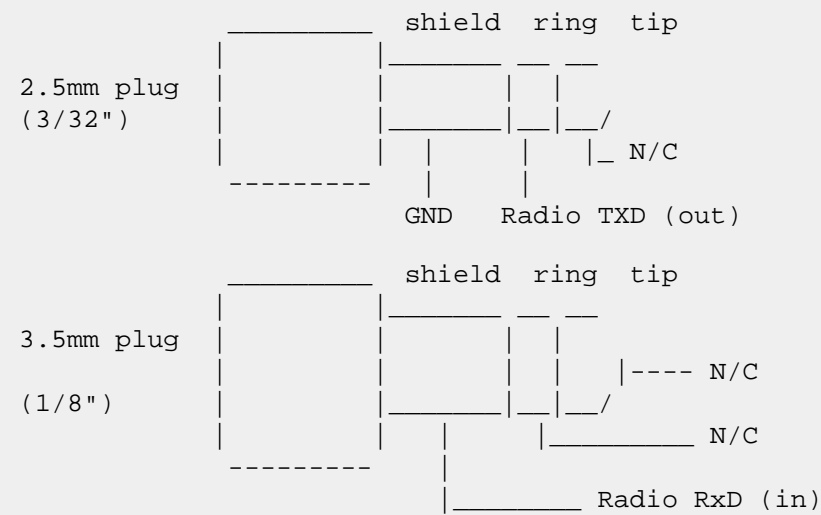 shield ring tip
2.5mm plug
(3/32")
N/C
GND Radio TXD (out)
shield ring tip
3.5mm plug
N/C
(1/8")
N/C
Radio RxD (in)